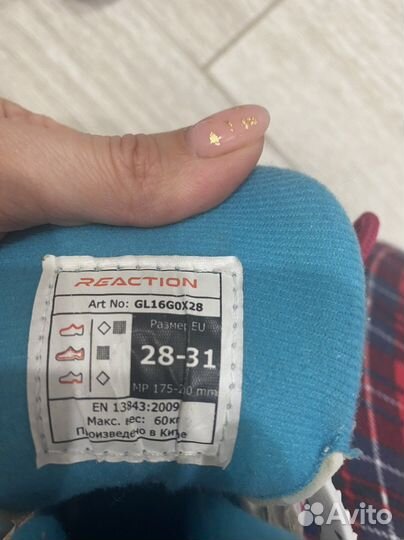 REACTION
Art No: GL16G0X28
Размер EU
28-31
MP 175- mm
EN 13843:2009
Макс. вес: 60кг
Произведено в Китае
Avito